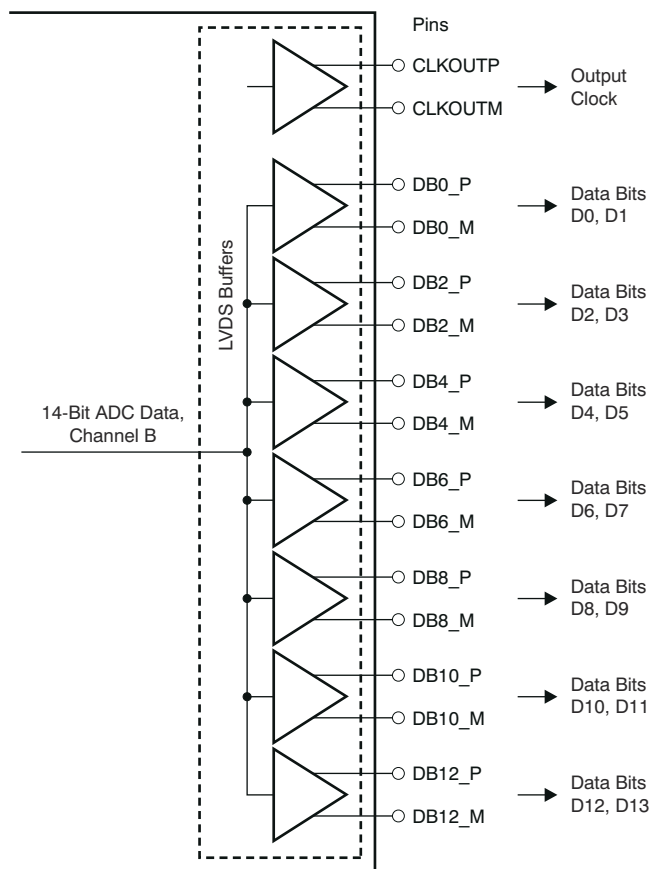 Pins
CLKOUTP
CLKOUTM
Output
Clock
DB0_P
DB0_M
Data Bits
D0, D1
LVDS Buffers
DB2_P
DB2_M
Data Bits
D2, D3
DB4_P
DB4_M
Data Bits
D4, D5
14-Bit ADC Data,
Channel B
DB6_P
DB6_M
Data Bits
D6, D7
DB8_P
DB8_M
Data Bits
D8, D9
DB10_P
DB10_M
Data Bits
D10, D11
DB12_P
DB12_M
Data Bits
D12, D13